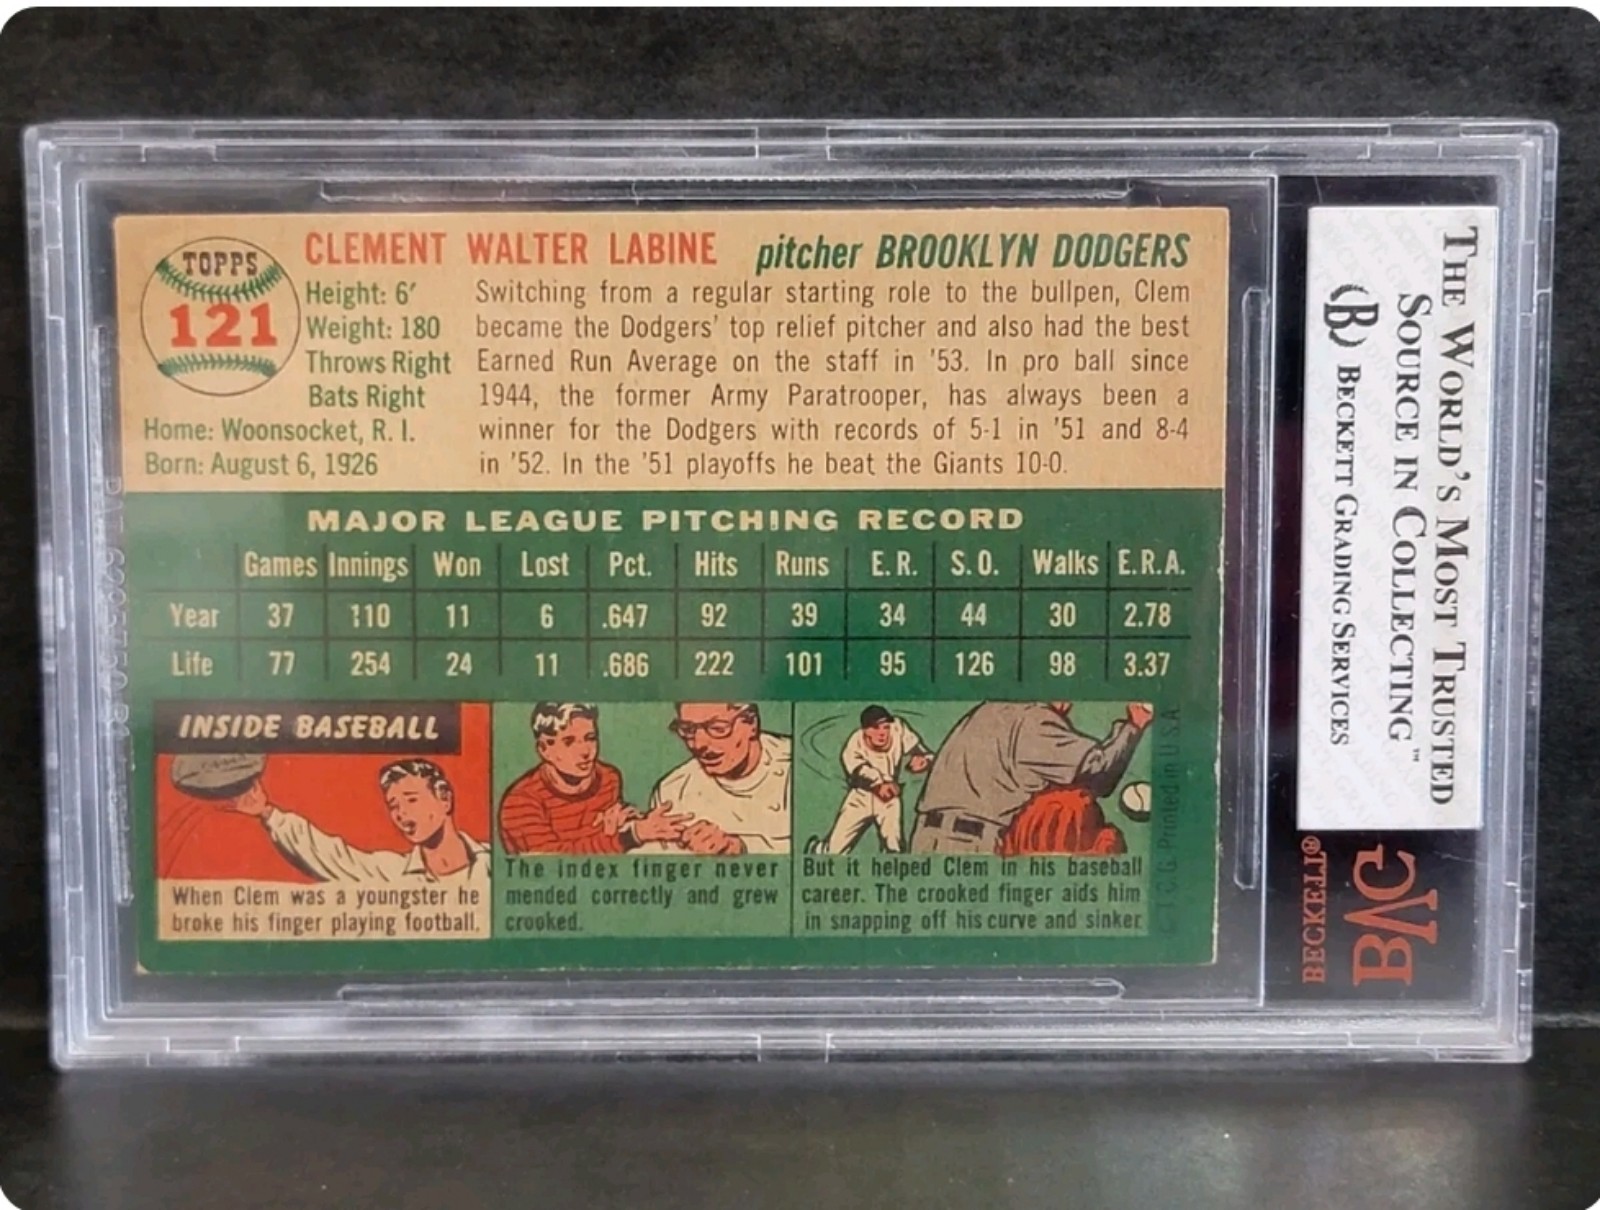 TOPPS
121
CLEMENT WALTER LABINE pitcher BROOKLYN DODGERS
Height: 6'
Weight: 180
Throws Right
Bats Right
Home: Woonsocket, R. I.
Born: August 6, 1926
Switching from a regular starting role to the bullpen, Clem
became the Dodgers' top relief pitcher and also had the best
Earned Run Average on the staff in '53. In pro ball since
1944, the former Army Paratrooper, has always been a
winner for the Dodgers with records of 5-1 in '51 and 8-4
in '52. In the '51 playoffs he beat the Giants 10-0.
MAJOR LEAGUE PITCHING RECORD
Games Innings Won Lost Pct. Hits Runs E. R. S. O. Walks E.R.A.
Year 37 110 11 6 .647 92 39 34 44 30 2.78
Life 77 254 24 11 .686 222 101 95 126 98 3.37
INSIDE BASEBALL
When Clem was a youngster he
broke his finger playing football.
The index finger never
mended correctly and grew
crooked.
But it helped Clem in his baseball
career. The crooked finger aids him
in snapping off his curve and sinker
T.C.G. Printed in U.S.A.
THE WORLD'S MOST TRUSTED
SOURCE IN COLLECTING™
(B) BECKETT GRADING SERVICES
BECKETT®